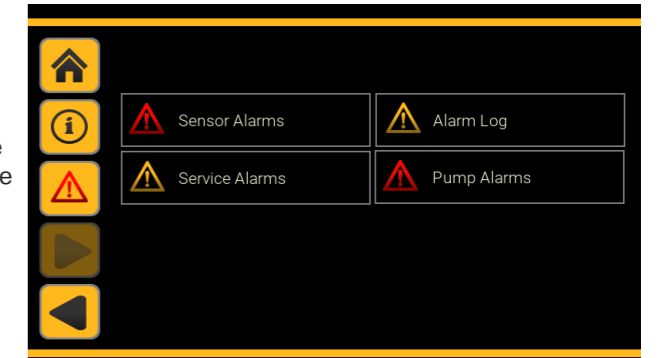 Sensor Alarms Alarm Log
e
e
Service Alarms Pump Alarms